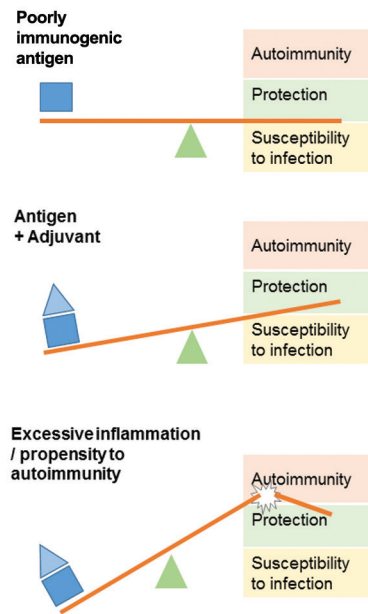 Poorly
immunogenic
antigen
Autoimmunity
Protection
Susceptibility
to infection
Antigen
+ Adjuvant
Autoimmunity
Protection
Susceptibility
to infection
Excessive inflammation
/ propensity to
autoimmunity
Autoimmunity
Protection
Susceptibility
to infection